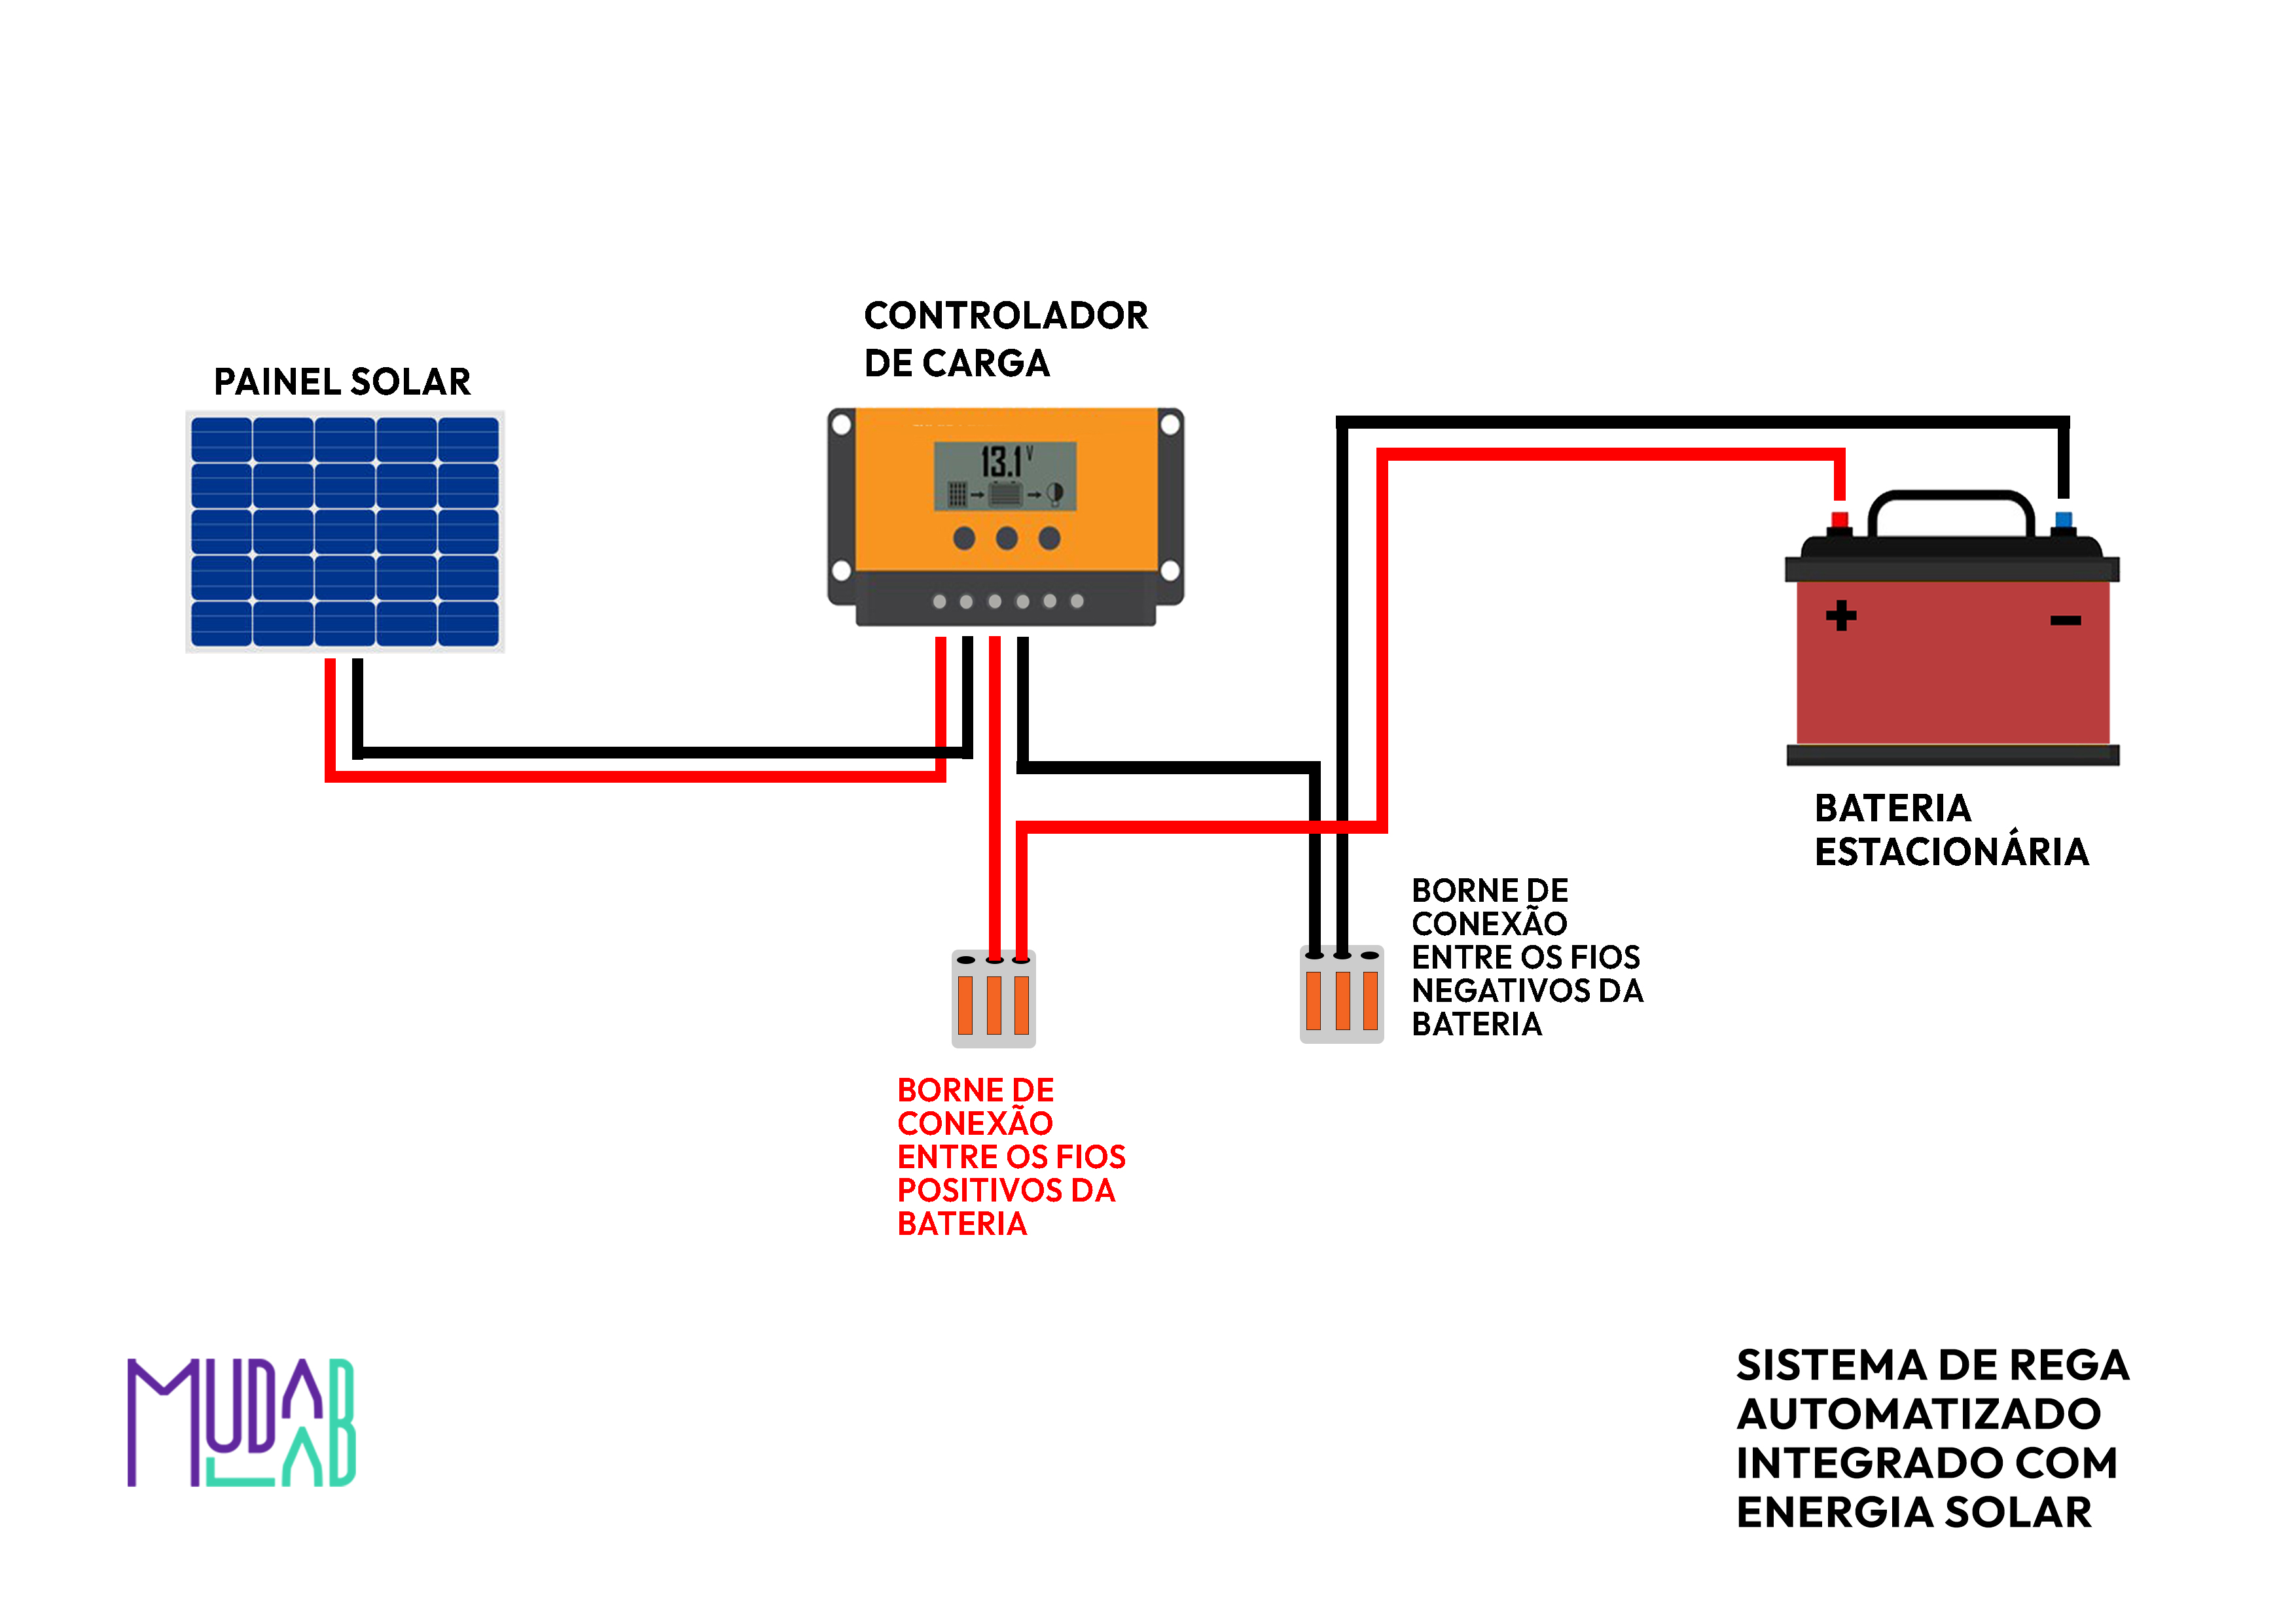 CONTROLADOR
DE CARGA
PAINEL SOLAR
13.1 V
+
-
BATERIA
ESTACIONÁRIA
BORNE DE
CONEXÃO
ENTRE OS FIOS
NEGATIVOS DA
BATERIA
BORNE DE
CONEXÃO
ENTRE OS FIOS
POSITIVOS DA
BATERIA
MUDA
LAB
SISTEMA DE REGA
AUTOMATIZADO
INTEGRADO COM
ENERGIA SOLAR